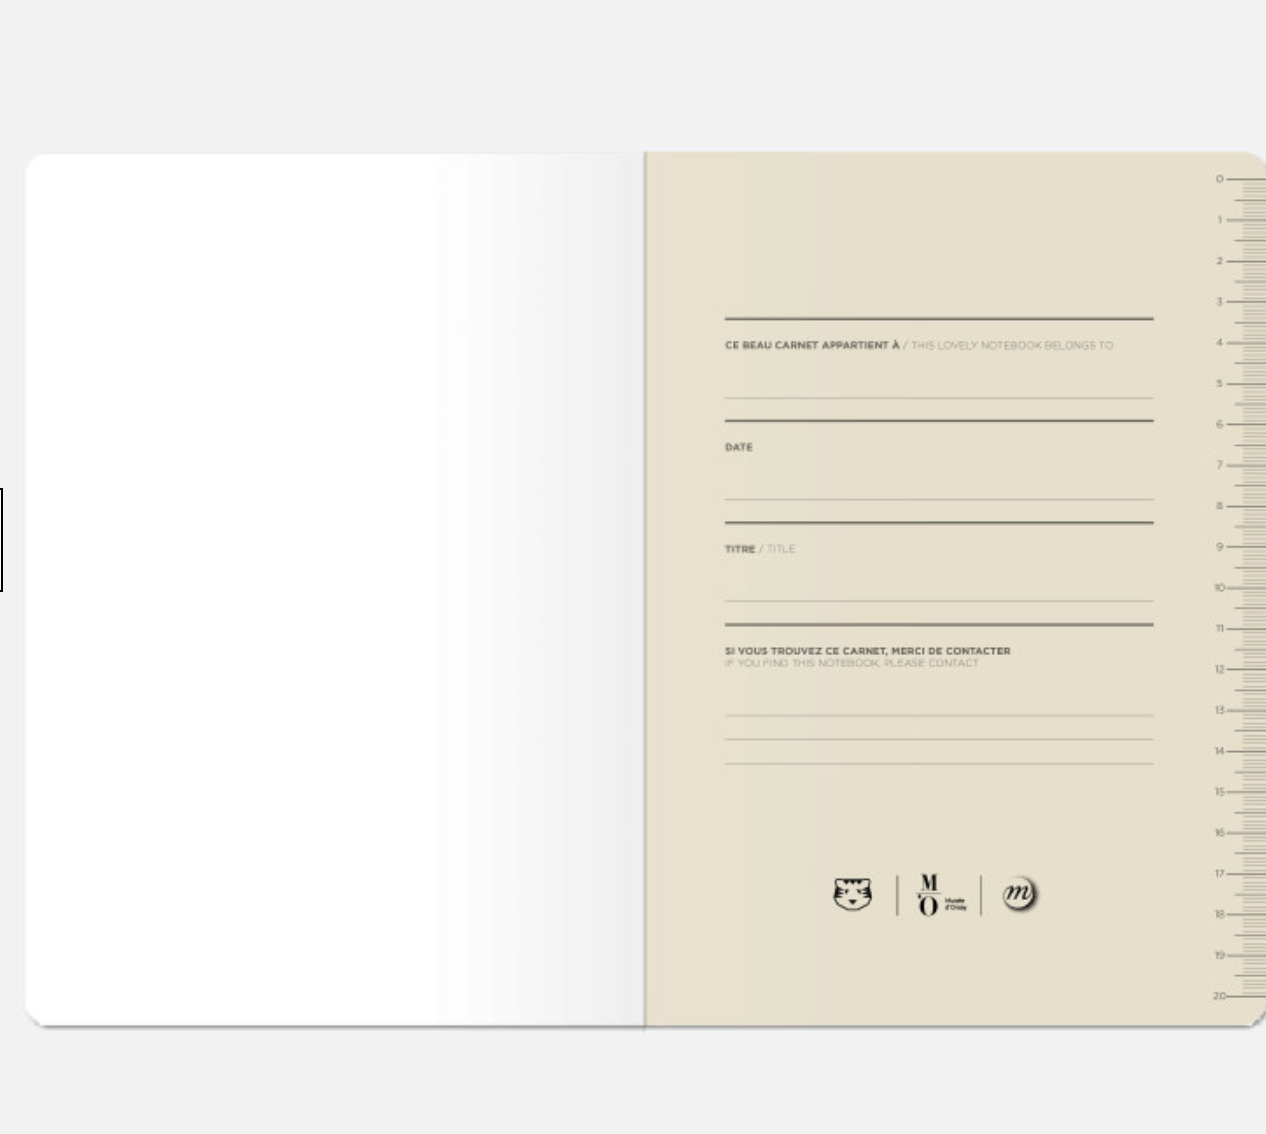 CE BEAU CARNET APPARTIENT À / THIS LOVELY NOTEBOOK BELONGS TO
DATE
TITRE / TITLE
SI VOUS TROUVEZ CE CARNET, MERCI DE CONTACTER
IF YOU FIND THIS NOTEBOOK, PLEASE CONTACT
M
'O
Musée
d'Orsay
m
0
1
2
3
4
5
6
7
8
9
10
11
12
13
14
15
16
17
18
19
20